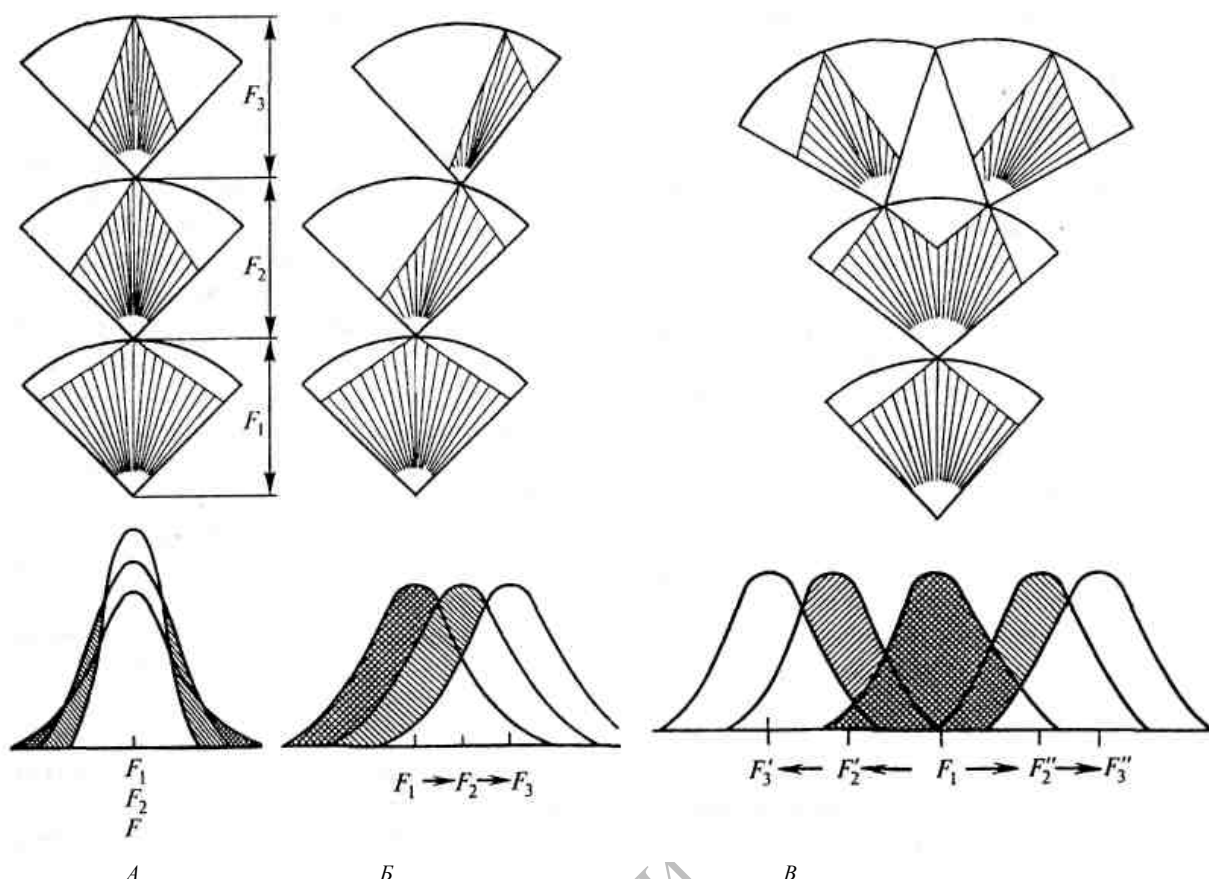 F₃
F₂
F₁
F₁
F₂
F
F₁ → F₂ → F₃
F₃′ ← F₂′ ← F₁ → F₂″ → F₃″
А Б В